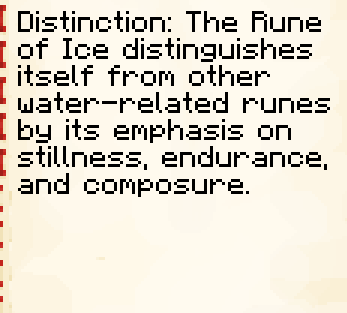 Distinction: The Rune
of Ice distinguishes
itself from other
water-related runes
by its emphasis on
stillness, endurance,
and composure.